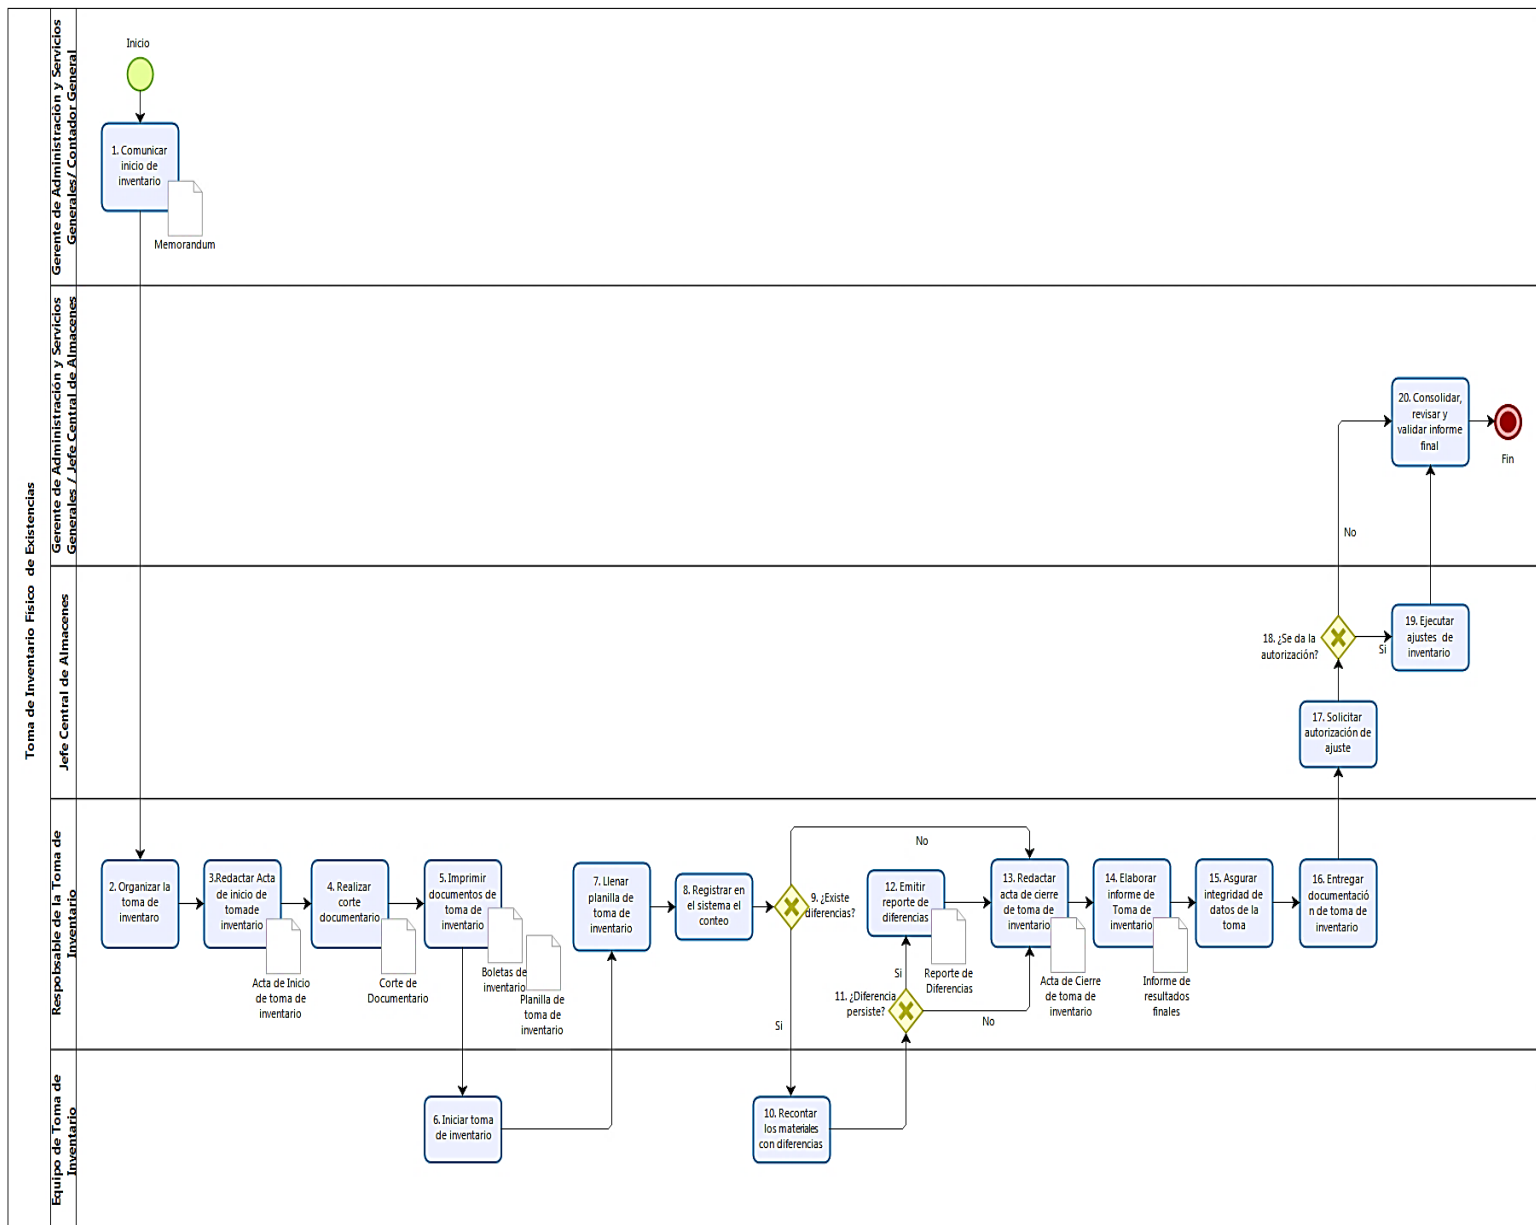 Toma de Inventario Físico  de Existencias
Gerente de Administración y Servicios
Generales/ Contador General
Inicio
1. Comunicar
inicio de
inventario
Memorandum
Gerente de Administración y Servicios
Generales / Jefe Central de Almacenes
20. Consolidar,
revisar y
validar informe
final
Fin
No
Jefe Central de Almacenes
18. ¿Se da la
autorización?
Si
19. Ejecutar
ajustes  de
inventario
17. Solicitar
autorización de
ajuste
Respobsable de la Toma de
Inventario
2. Organizar la
toma de
inventaro
3.Redactar Acta
de inicio de
tomade
inventario
Acta de Inicio
de toma de
inventario
4. Realizar
corte
documentario
Corte de
Documentario
5. Imprimir
documentos de
toma de
inventario
Boletas de
inventario
Planilla de
toma de
inventario
7. Llenar
planilla de
toma de
inventario
8. Registrar en
el sistema el
conteo
9. ¿Existe
diferencias?
No
Si
12. Emitir
reporte de
diferencias
Reporte de
Diferencias
Si
11. ¿Diferencia
persiste?
No
13. Redactar
acta de cierre
de toma de
inventario
Acta de Cierre
de toma de
inventario
14. Elaborar
informe de
Toma de
inventario
Informe de
resultados
finales
15. Asgurar
integridad de
datos de la
toma
16. Entregar
documentació
n de toma de
inventario
Equipo de Toma de
Inventario
6. Iniciar toma
de inventario
10. Recontar
los materiales
con diferencias